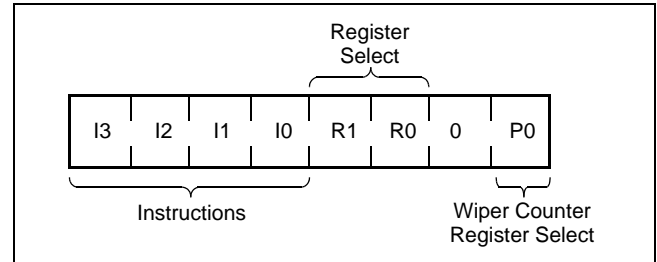 Register
Select
I3 I2 I1 I0 R1 R0 0 P0
Instructions
Wiper Counter
Register Select